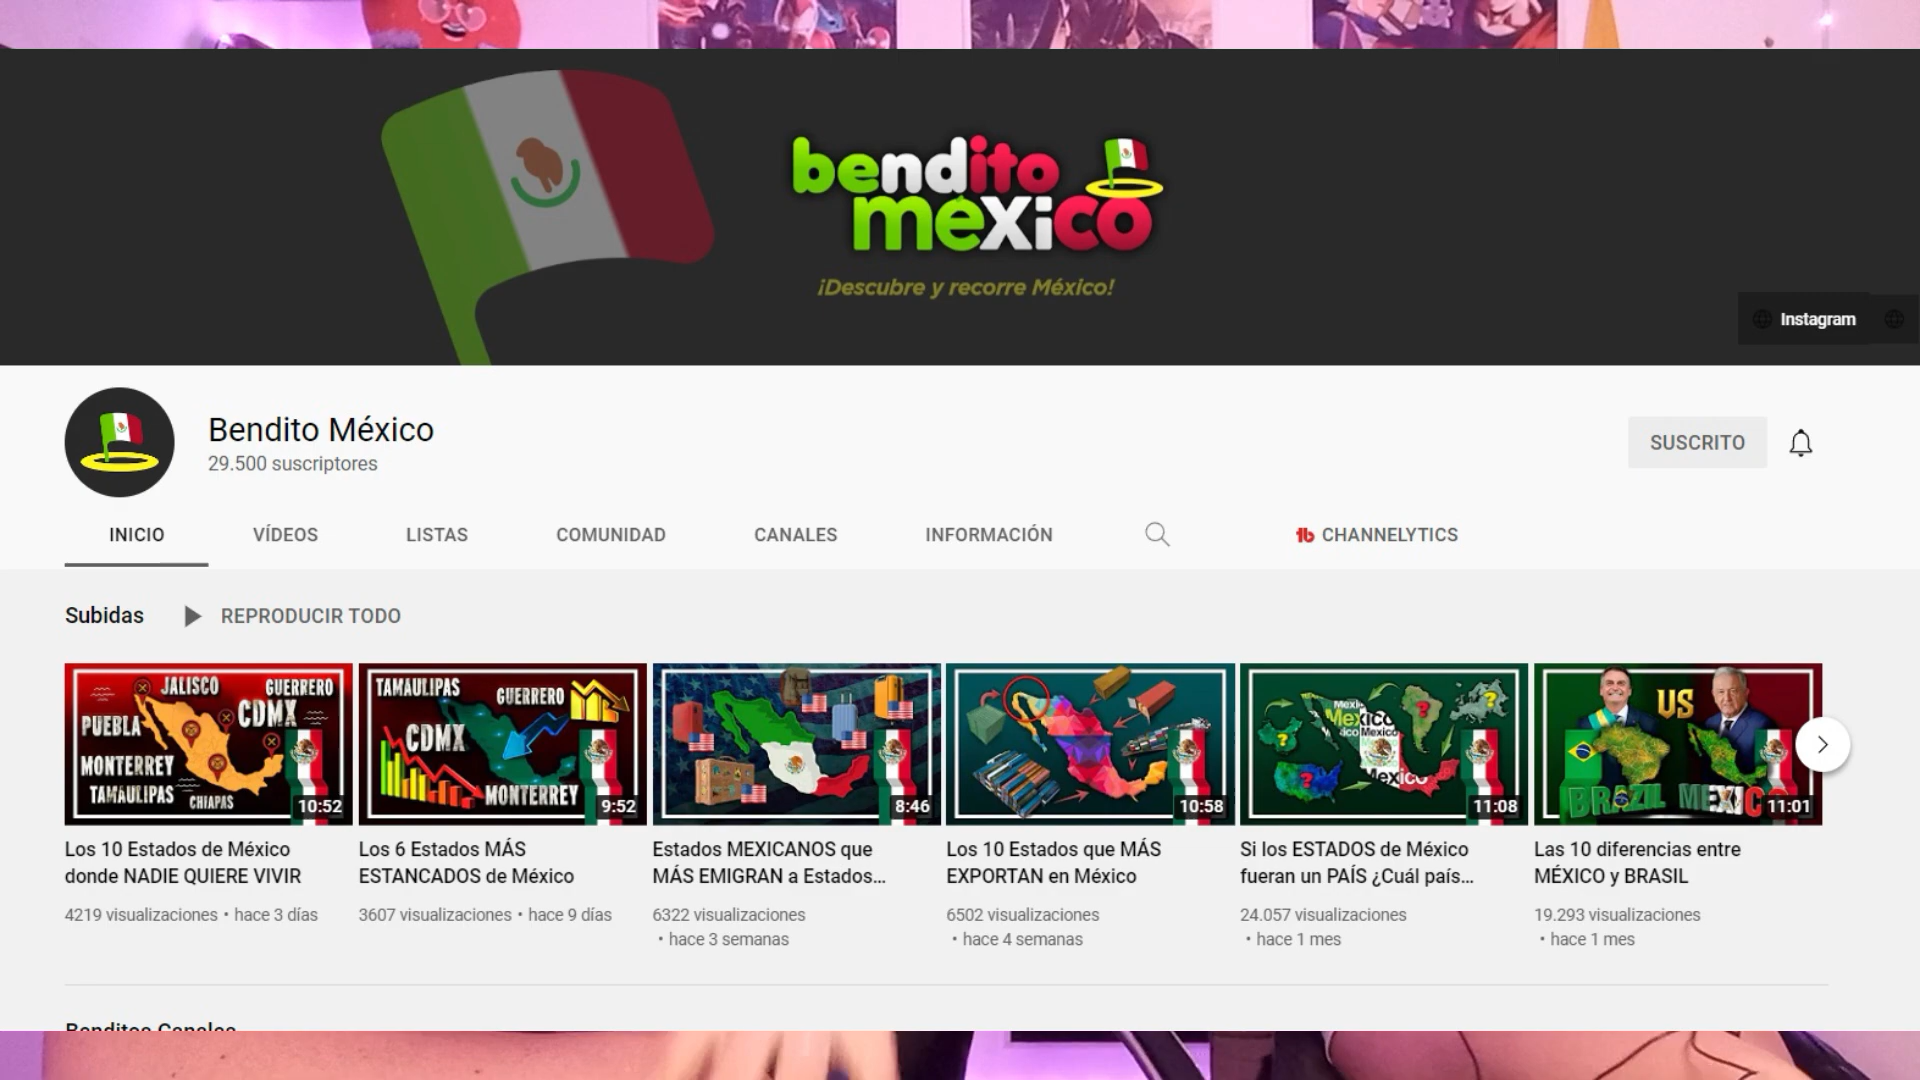 bendito
méxico
¡Descubre y recorre México!
Instagram
Bendito México
29.500 suscriptores
SUSCRITO
INICIO
VÍDEOS
LISTAS
COMUNIDAD
CANALES
INFORMACIÓN
CHANNELYTICS
Subidas
REPRODUCIR TODO
JALISCO
GUERRERO
PUEBLA
CDMX
MONTERREY
TAMAULIPAS
CHIAPAS
10:52
Los 10 Estados de México
donde NADIE QUIERE VIVIR
4219 visualizaciones • hace 3 días
TAMAULIPAS
GUERRERO
CDMX
MONTERREY
9:52
Los 6 Estados MÁS
ESTANCADOS de México
3607 visualizaciones • hace 9 días
8:46
Estados MEXICANOS que
MÁS EMIGRAN a Estados...
6322 visualizaciones
• hace 3 semanas
10:58
Los 10 Estados que MÁS
EXPORTAN en México
6502 visualizaciones
• hace 4 semanas
Mexico
Mexico
Mexico
11:08
Si los ESTADOS de México
fueran un PAÍS ¿Cuál país...
24.057 visualizaciones
• hace 1 mes
US
BRAZIL
MEXIC
11:01
Las 10 diferencias entre
MÉXICO y BRASIL
19.293 visualizaciones
• hace 1 mes
Benditos Canales